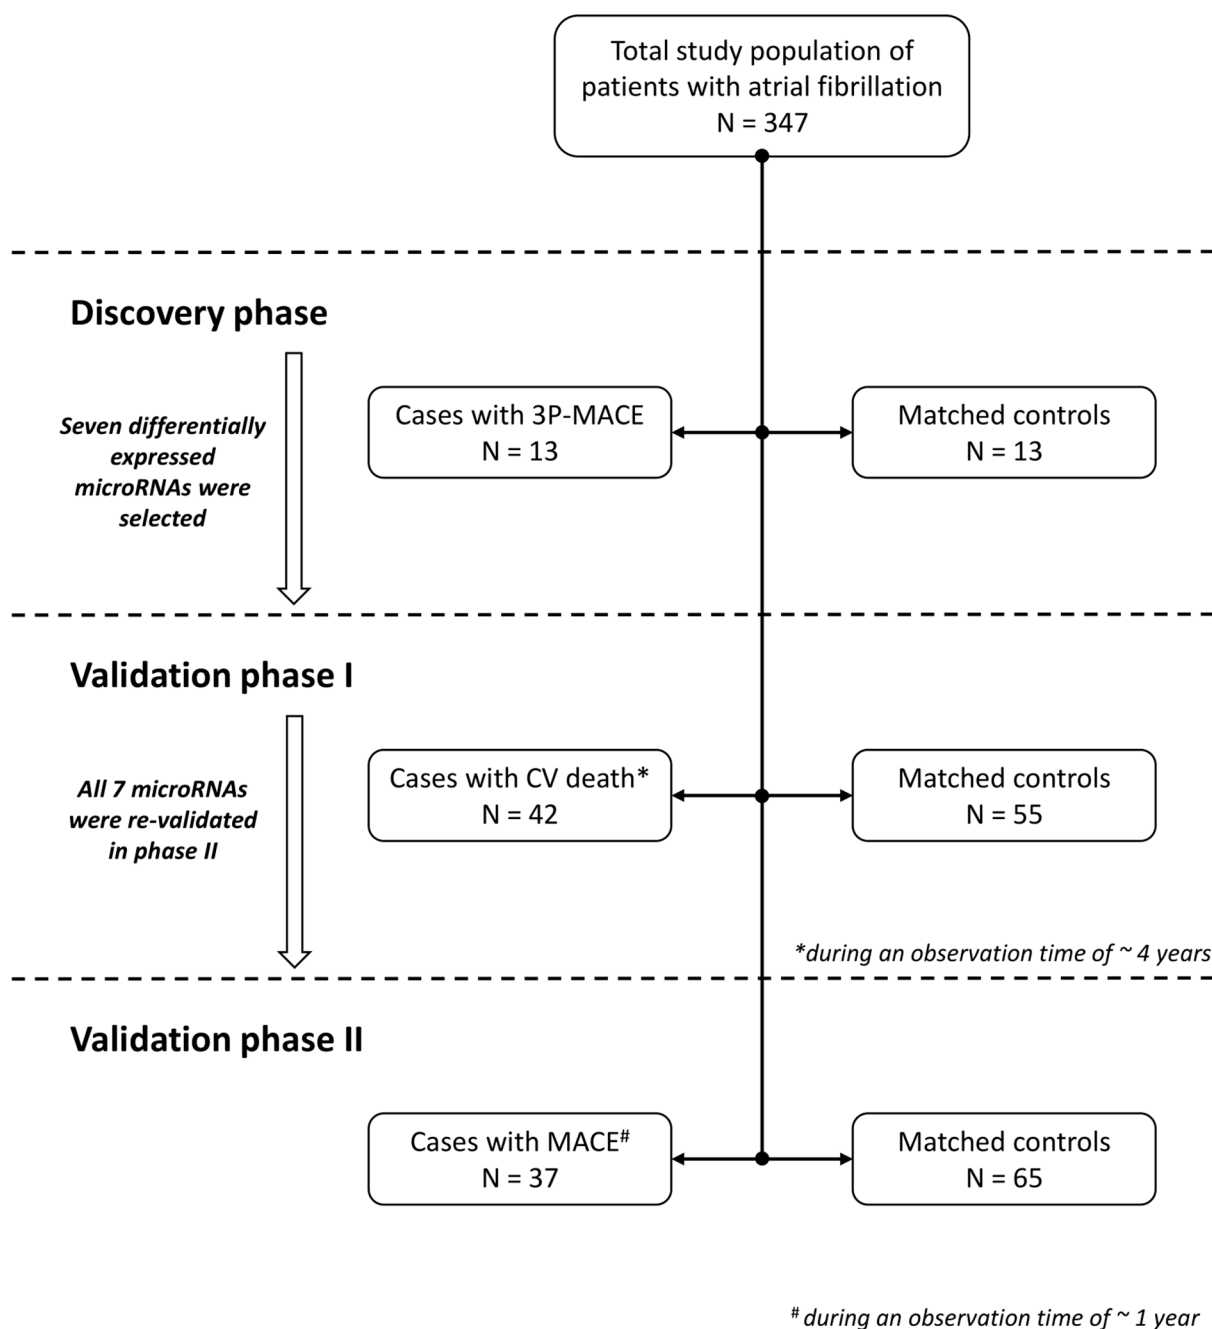 Total study population of
patients with atrial fibrillation
N = 347
Discovery phase
Seven differentially
expressed
microRNAs were
selected
Cases with 3P-MACE
N = 13
Matched controls
N = 13
Validation phase I
All 7 microRNAs
were re-validated
in phase II
Cases with CV death*
N = 42
Matched controls
N = 55
*during an observation time of ~ 4 years
Validation phase II
Cases with MACE#
N = 37
Matched controls
N = 65
# during an observation time of ~ 1 year